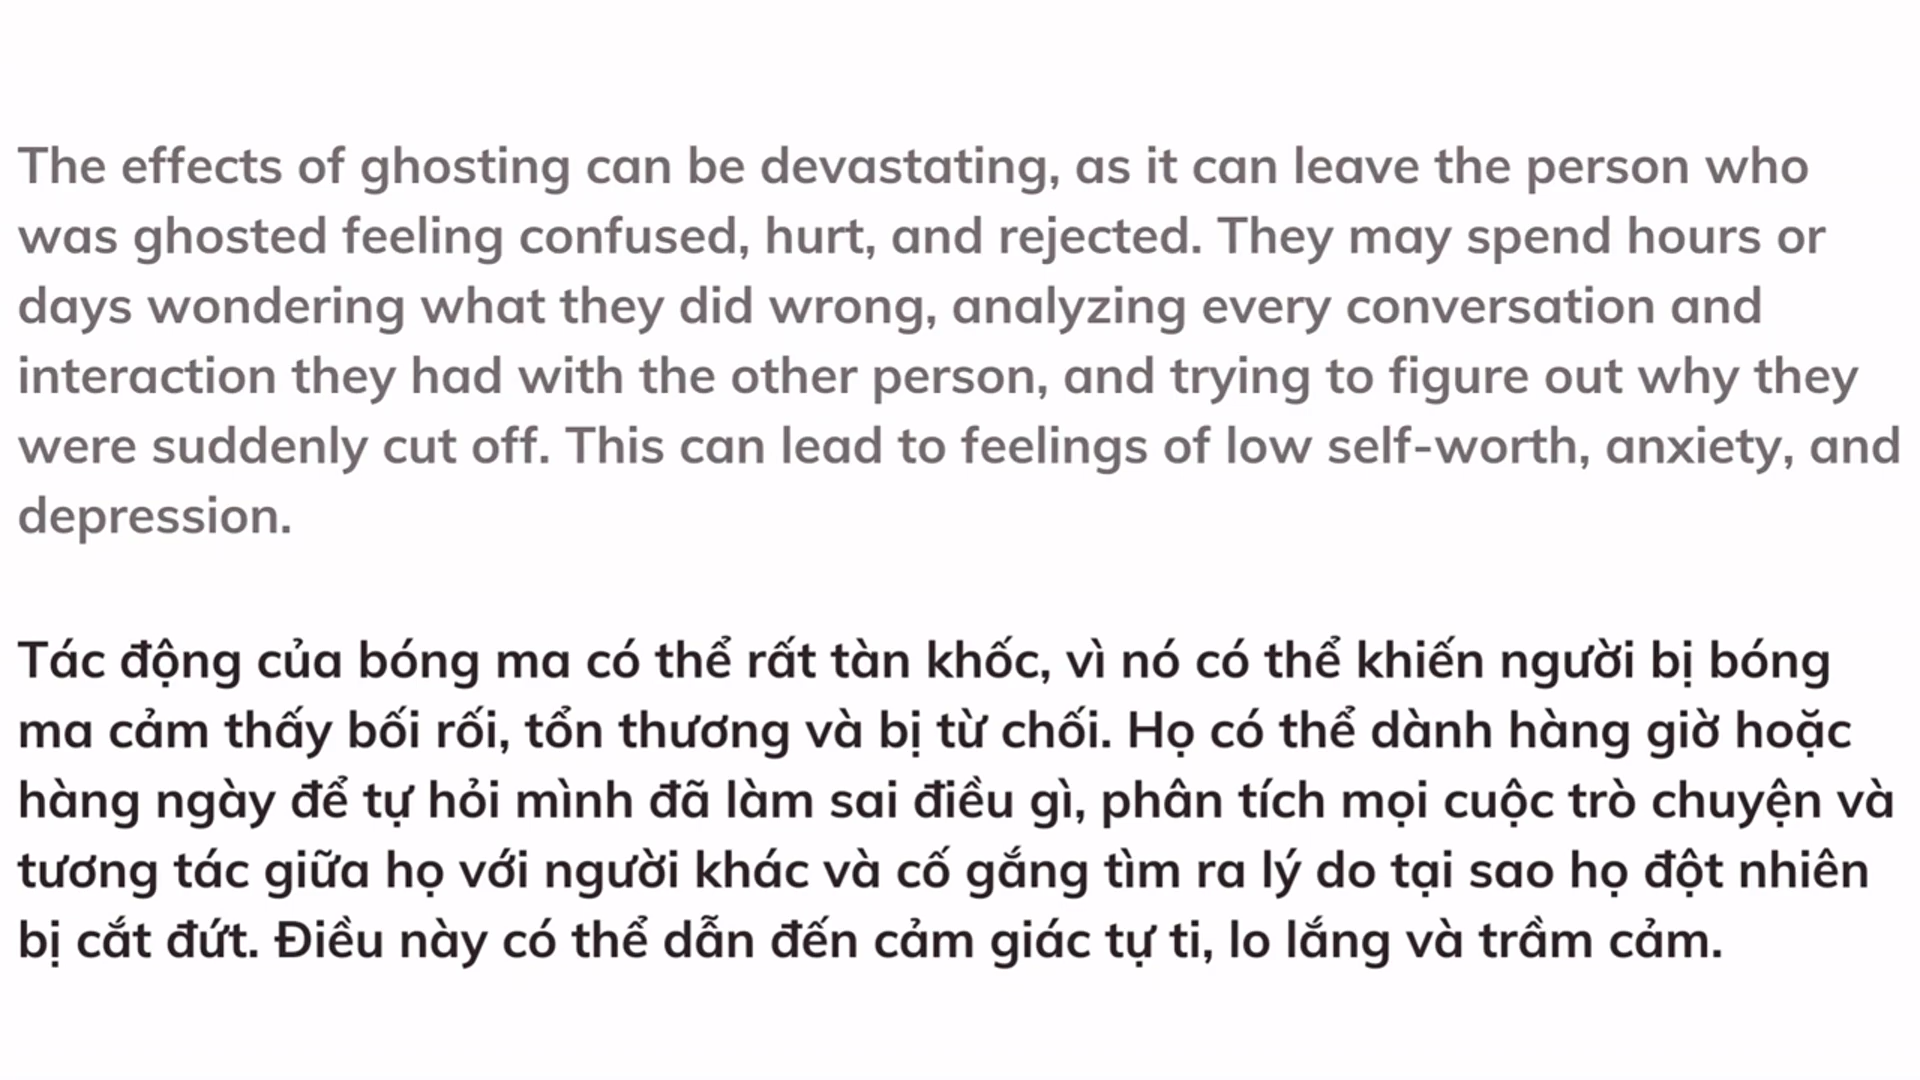 The effects of ghosting can be devastating, as it can leave the person who
was ghosted feeling confused, hurt, and rejected. They may spend hours or
days wondering what they did wrong, analyzing every conversation and
interaction they had with the other person, and trying to figure out why they
were suddenly cut off. This can lead to feelings of low self-worth, anxiety, and
depression.
Tác động của bóng ma có thể rất tàn khốc, vì nó có thể khiến người bị bóng
ma cảm thấy bối rối, tổn thương và bị từ chối. Họ có thể dành hàng giờ hoặc
hàng ngày để tự hỏi mình đã làm sai điều gì, phân tích mọi cuộc trò chuyện và
tương tác giữa họ với người khác và cố gắng tìm ra lý do tại sao họ đột nhiên
bị cắt đứt. Điều này có thể dẫn đến cảm giác tự ti, lo lắng và trầm cảm.